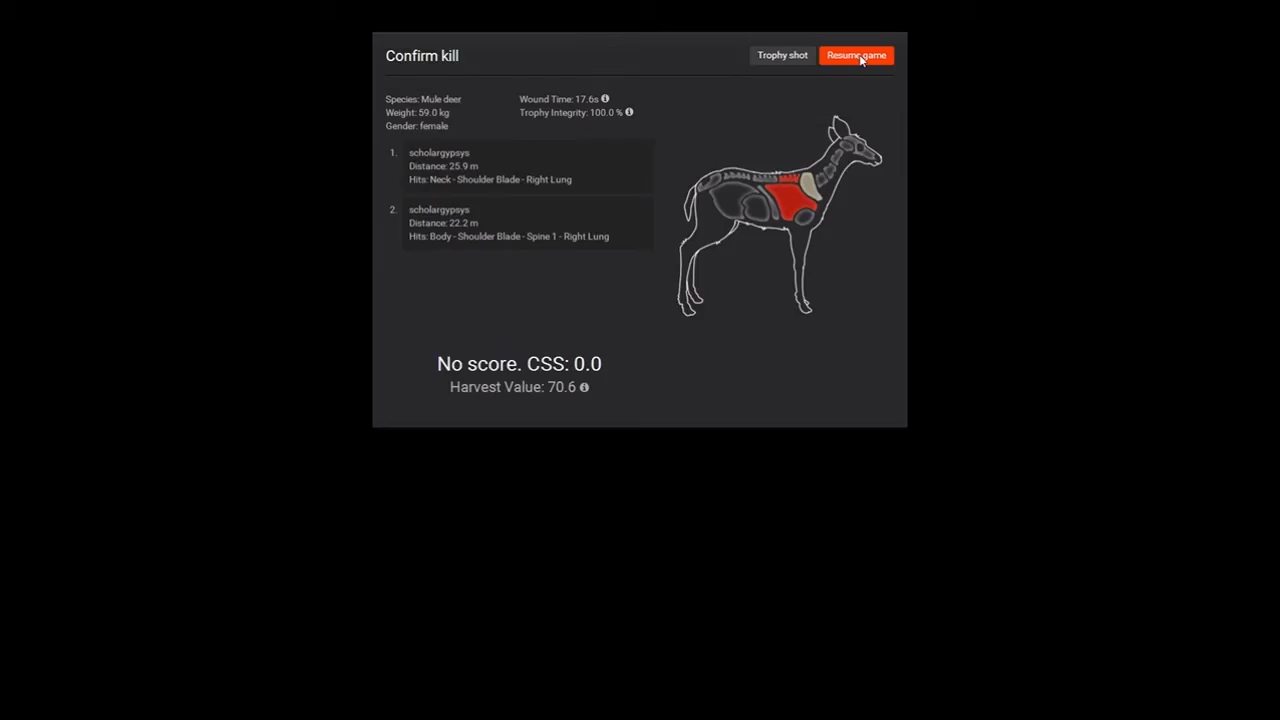 Confirm kill
Trophy shot
Resume game
Species: Mule deer
Weight: 59.0 kg
Gender: female
Wound Time: 17.6s
Trophy Integrity: 100.0 %
1. scholargypsys
Distance: 25.9 m
Hits: Neck - Shoulder Blade - Right Lung
2. scholargypsys
Distance: 22.2 m
Hits: Body - Shoulder Blade - Spine 1 - Right Lung
No score. CSS: 0.0
Harvest Value: 70.6